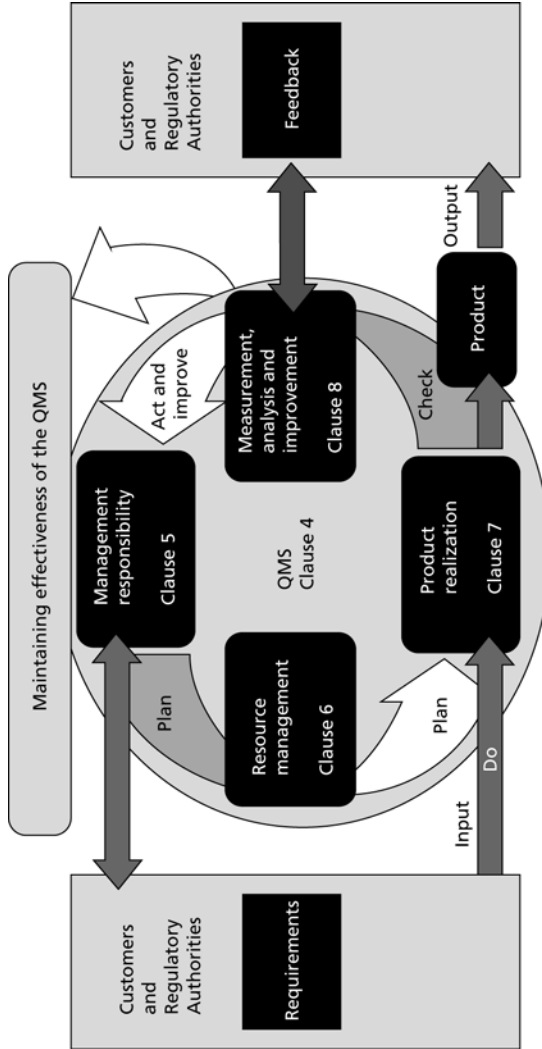 Maintaining effectiveness of the QMS
Customers
and
Regulatory
Authorities
Requirements
Management
responsibility
Clause 5
Act and
improve
Plan
Resource
management
Clause 6
QMS
Clause 4
Measurement,
analysis and
improvement
Clause 8
Plan
Check
Input
Do
Product
realization
Clause 7
Product
Output
Customers
and
Regulatory
Authorities
Feedback